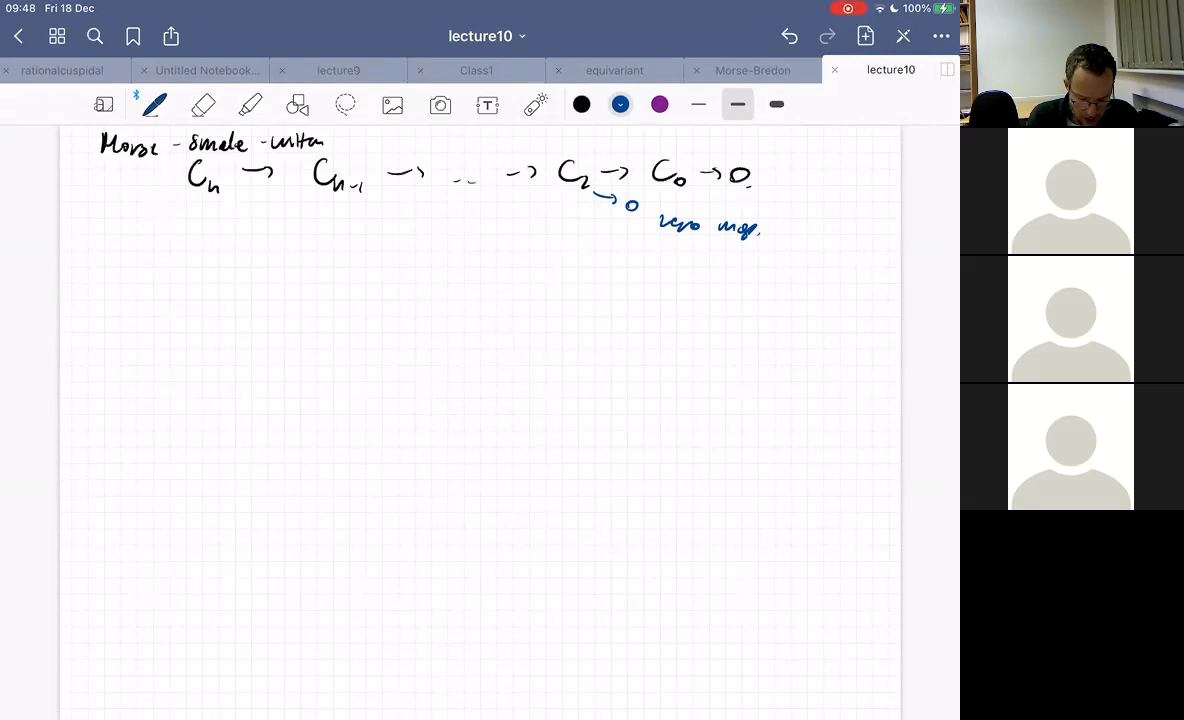 09:48 Fri 18 Dec 100%
lecture10
rationalcuspidal Untitled Notebook... lecture9 Class1 equivariant Morse-Bredon lecture10
Morse - Smale - Witten
Cₙ → Cₙ₋₁ → ... → C₂ → C₀ → 0
→ 0
zero map.